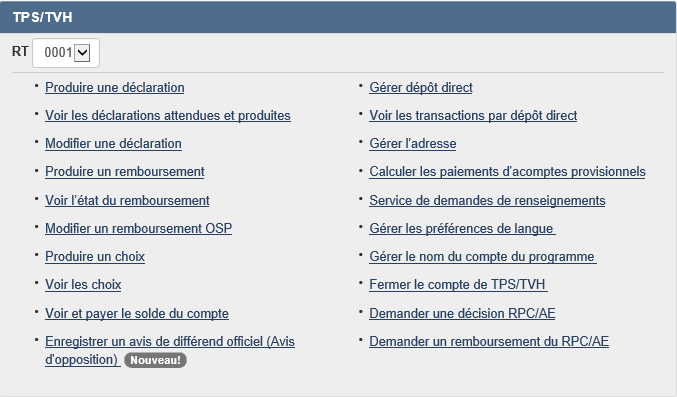 TPS/TVH
RT 0001
• Produire une déclaration
• Voir les déclarations attendues et produites
• Modifier une déclaration
• Produire un remboursement
• Voir l'état du remboursement
• Modifier un remboursement OSP
• Produire un choix
• Voir les choix
• Voir et payer le solde du compte
• Enregistrer un avis de différend officiel (Avis
d'opposition) Nouveau!
• Gérer dépôt direct
• Voir les transactions par dépôt direct
• Gérer l'adresse
• Calculer les paiements d'acomptes provisionnels
• Service de demandes de renseignements
• Gérer les préférences de langue
• Gérer le nom du compte du programme
• Fermer le compte de TPS/TVH
• Demander une décision RPC/AE
• Demander un remboursement du RPC/AE